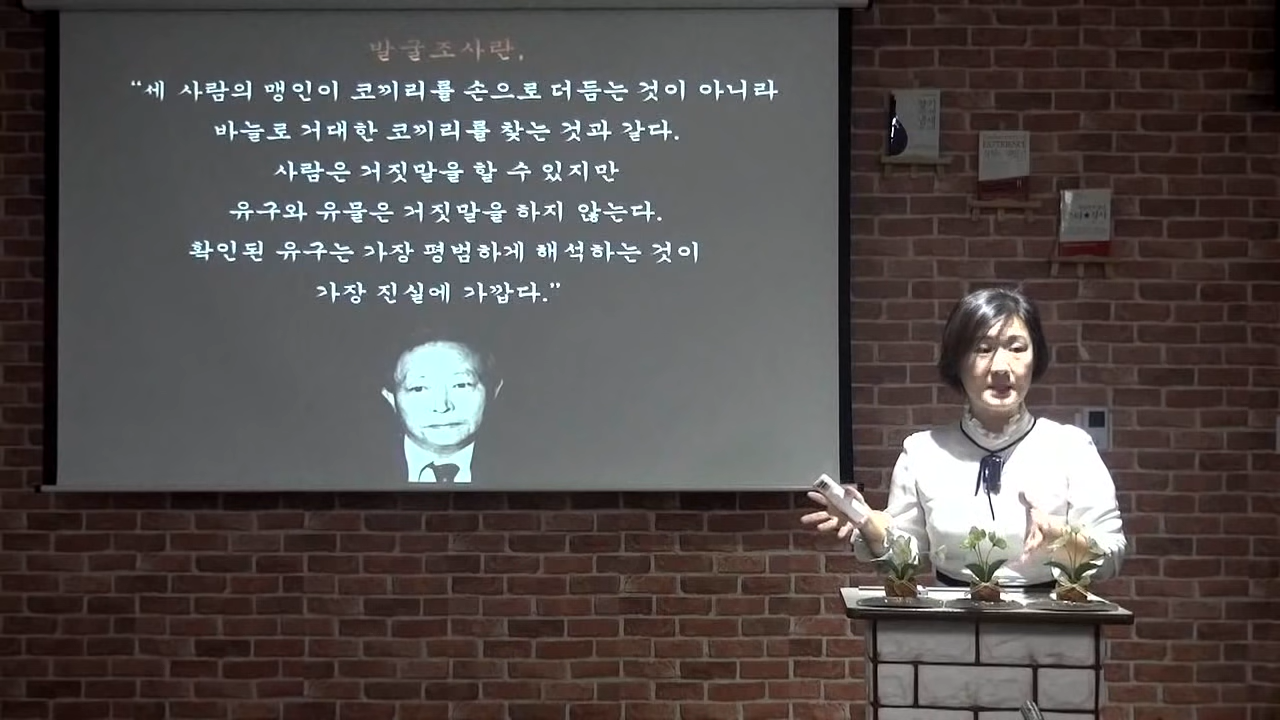 발굴조사란,
“세 사람의 맹인이 코끼리를 손으로 더듬는 것이 아니라
바늘로 거대한 코끼리를 찾는 것과 같다.
사람은 거짓말을 할 수 있지만
유구와 유물은 거짓말을 하지 않는다.
확인된 유구는 가장 평범하게 해석하는 것이
가장 진실에 가깝다.”